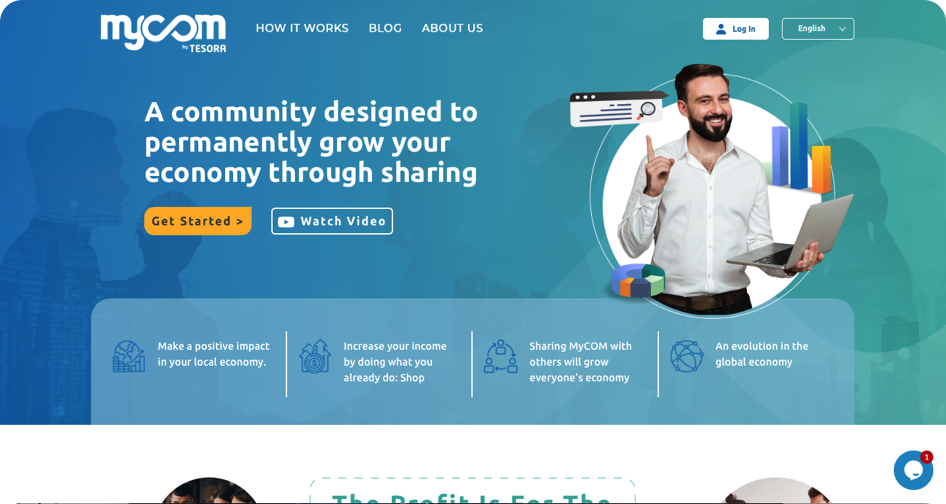 mycom
by TESORA
HOW IT WORKS
BLOG
ABOUT US
Log In
English
A community designed to
permanently grow your
economy through sharing
Get Started >
Watch Video
Make a positive impact
in your local economy.
Increase your income
by doing what you
already do: Shop
Sharing MyCOM with
others will grow
everyone's economy
An evolution in the
global economy
1
The Profit Is For The